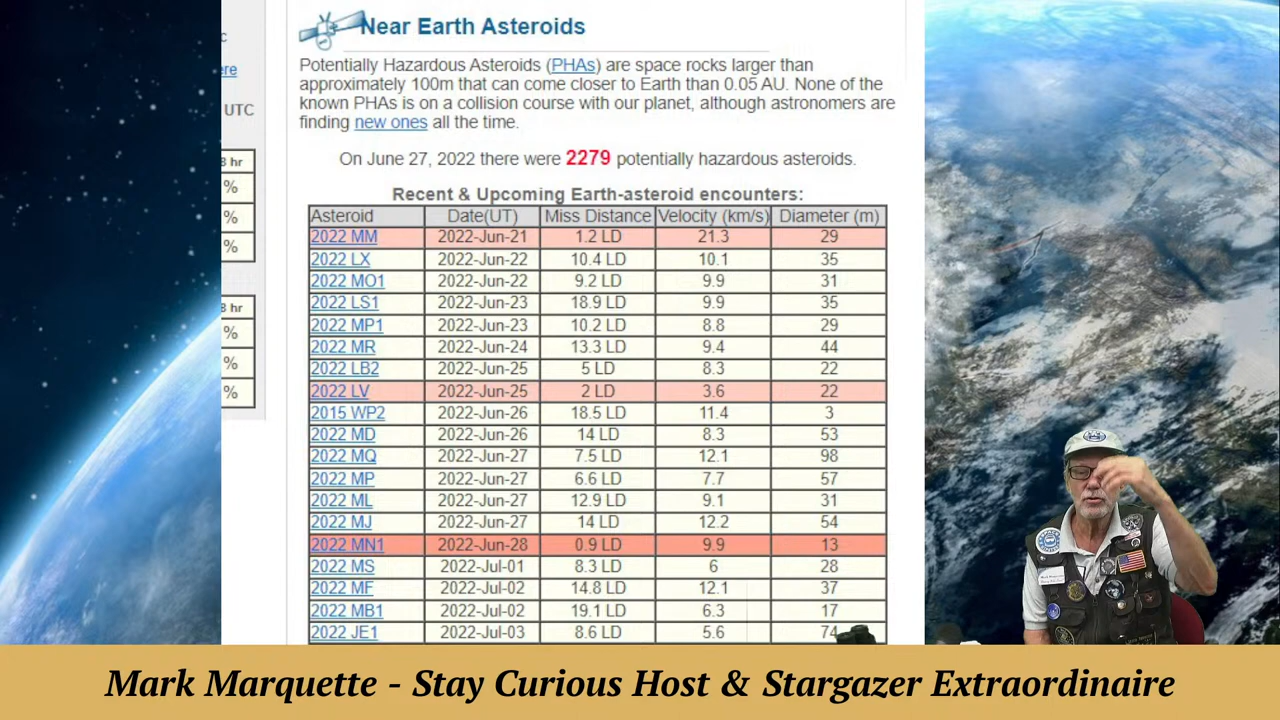 c
Near Earth Asteroids
ere
Potentially Hazardous Asteroids (PHAs) are space rocks larger than
approximately 100m that can come closer to Earth than 0.05 AU. None of the
known PHAs is on a collision course with our planet, although astronomers are
finding new ones all the time.
UTC
On June 27, 2022 there were 2279 potentially hazardous asteroids.
8 hr
%
%
%
8 hr
%
%
%
Recent & Upcoming Earth-asteroid encounters:
Asteroid Date(UT) Miss Distance Velocity (km/s) Diameter (m)
2022 MM 2022-Jun-21 1.2 LD 21.3 29
2022 LX 2022-Jun-22 10.4 LD 10.1 35
2022 MO1 2022-Jun-22 9.2 LD 9.9 31
2022 LS1 2022-Jun-23 18.9 LD 9.9 35
2022 MP1 2022-Jun-23 10.2 LD 8.8 29
2022 MR 2022-Jun-24 13.3 LD 9.4 44
2022 LB2 2022-Jun-25 5 LD 8.3 22
2022 LV 2022-Jun-25 2 LD 3.6 22
2015 WP2 2022-Jun-26 18.5 LD 11.4 3
2022 MD 2022-Jun-26 14 LD 8.3 53
2022 MQ 2022-Jun-27 7.5 LD 12.1 98
2022 MP 2022-Jun-27 6.6 LD 7.7 57
2022 ML 2022-Jun-27 12.9 LD 9.1 31
2022 MJ 2022-Jun-27 14 LD 12.2 54
2022 MN1 2022-Jun-28 0.9 LD 9.9 13
2022 MS 2022-Jul-01 8.3 LD 6 28
2022 MF 2022-Jul-02 14.8 LD 12.1 37
2022 MB1 2022-Jul-02 19.1 LD 6.3 17
2022 JE1 2022-Jul-03 8.6 LD 5.6 74
Mark Marquette - Stay Curious Host & Stargazer Extraordinaire